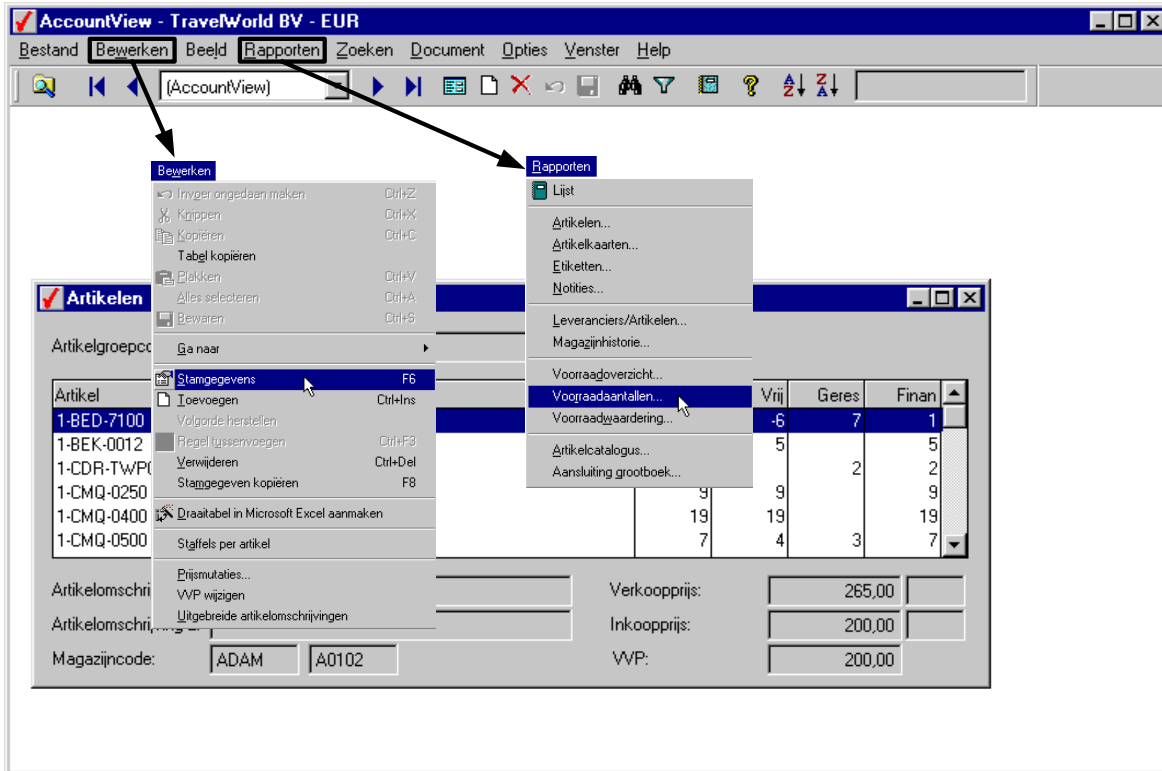 AccountView - TravelWorld BV - EUR
Bestand Bewerken Beeld Rapporten Zoeken Document Opties Venster Help
(AccountView)
Bewerken
Invoer ongedaan maken Ctrl+Z
Knippen Ctrl+X
Kopiëren Ctrl+C
Tabel kopiëren
Plakken Ctrl+V
Alles selecteren Ctrl+A
Bewaren Ctrl+S
Ga naar
Stamgegevens F6
Toevoegen Ctrl+Ins
Volgorde herstellen
Regel tussenvoegen Ctrl+F3
Verwijderen Ctrl+Del
Stamgegeven kopiëren F8
Draaitabel in Microsoft Excel aanmaken
Staffels per artikel
Prijsmutaties...
VVP wijzigen
Uitgebreide artikelomschrijvingen
Rapporten
Lijst
Artikelen...
Artikelkaarten...
Etiketten...
Notities...
Leveranciers/Artikelen...
Magazijnhistorie...
Voorraadoverzicht...
Voorraadaantallen...
Voorraadwaardering...
Artikelcatalogus...
Aansluiting grootboek...
Artikelen
Artikel Vrij Geres Finan
1-BED-7100 -6 7 1
1-BEK-0012 5 5
2 2
1-CMQ-0250 9 9 9
1-CMQ-0400 19 19 19
1-CMQ-0500 7 4 3 7
Verkoopprijs: 265,00
Inkoopprijs: 200,00
Magazijncode: ADAM A0102 VVP: 200,00